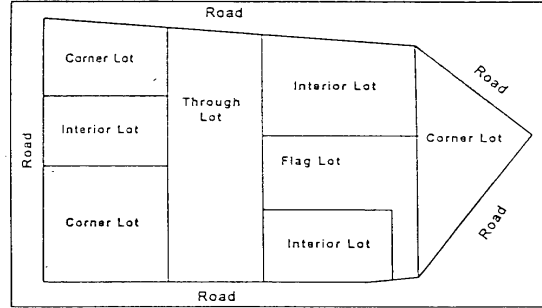 Road
Corner Lot
Through
Lot
Interior Lot
Road
Interior Lot
Corner Lot
Road
Flag Lot
Corner Lot
Interior Lot
Road
Road